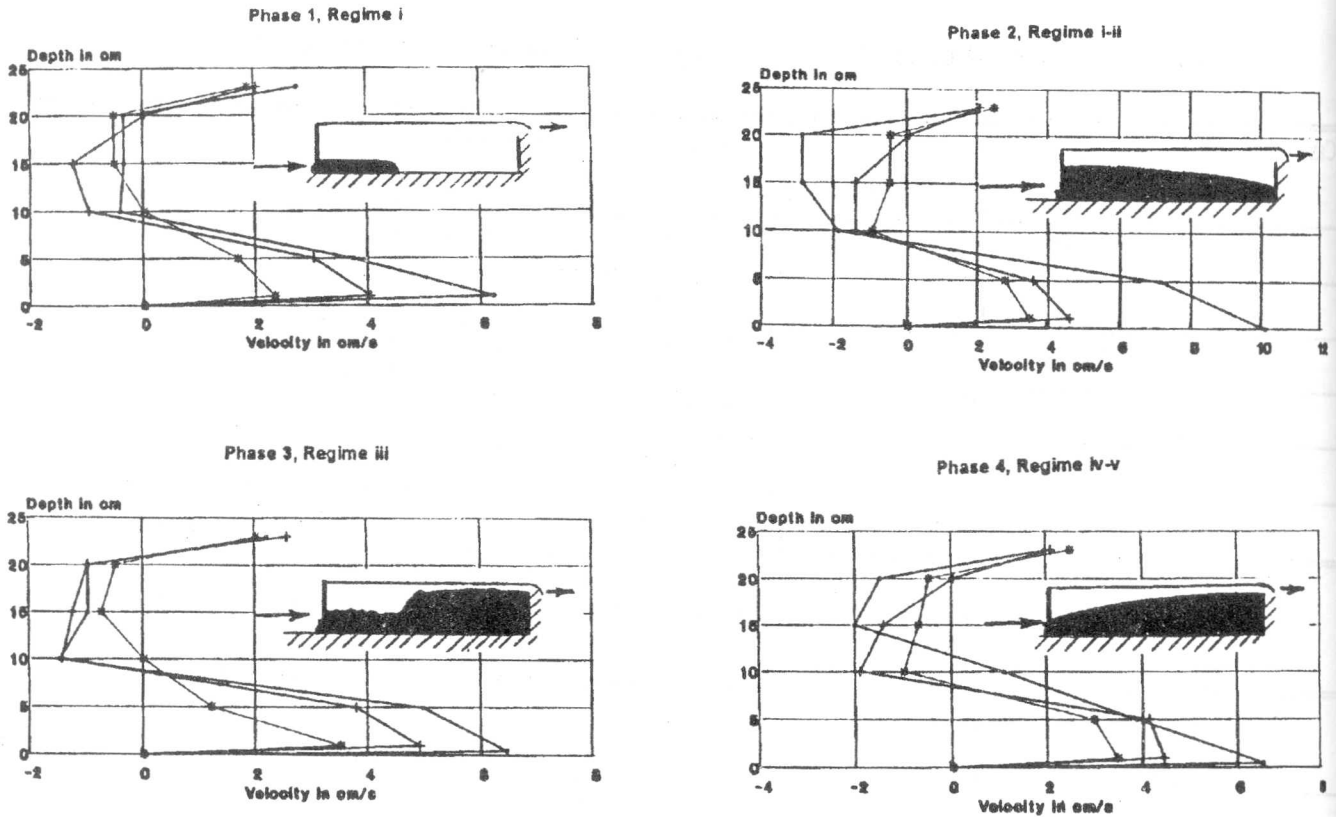 Phase 1, Regime i
Depth in cm
25
20
15
10
5
0
-2 0 2 4 6 8
Velocity in cm/s
Phase 2, Regime i-ii
Depth in cm
25
20
15
10
5
0
-4 -2 0 2 4 6 8 10 12
Velocity in cm/s
Phase 3, Regime iii
Depth in cm
25
20
15
10
5
0
-2 0 2 4 6 8
Velocity in cm/s
Phase 4, Regime iv-v
Depth in cm
25
20
15
10
5
0
-4 -2 0 2 4 6
Velocity in cm/s